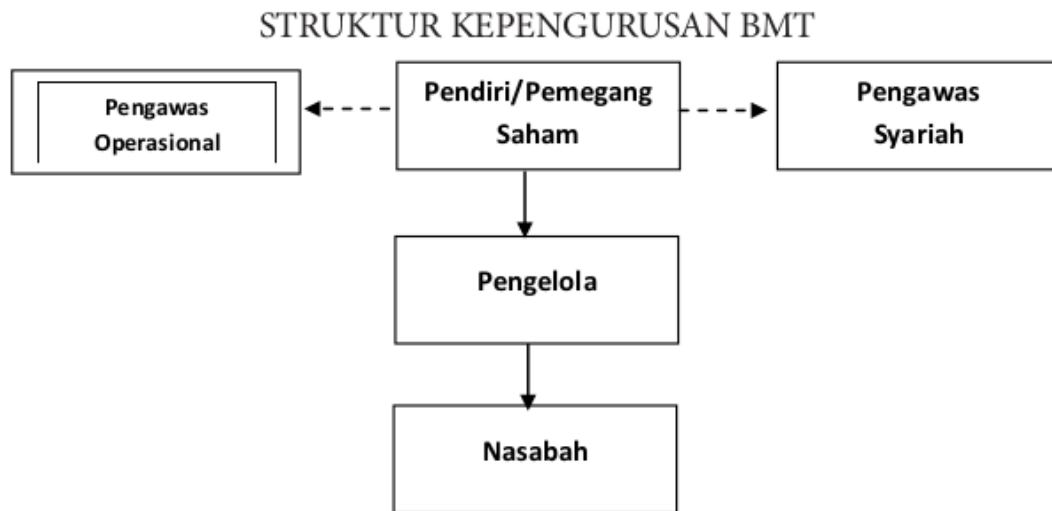 STRUKTUR KEPENGURUSAN BMT
Pengawas
Operasional
Pendiri/Pemegang
Saham
Pengawas
Syariah
Pengelola
Nasabah